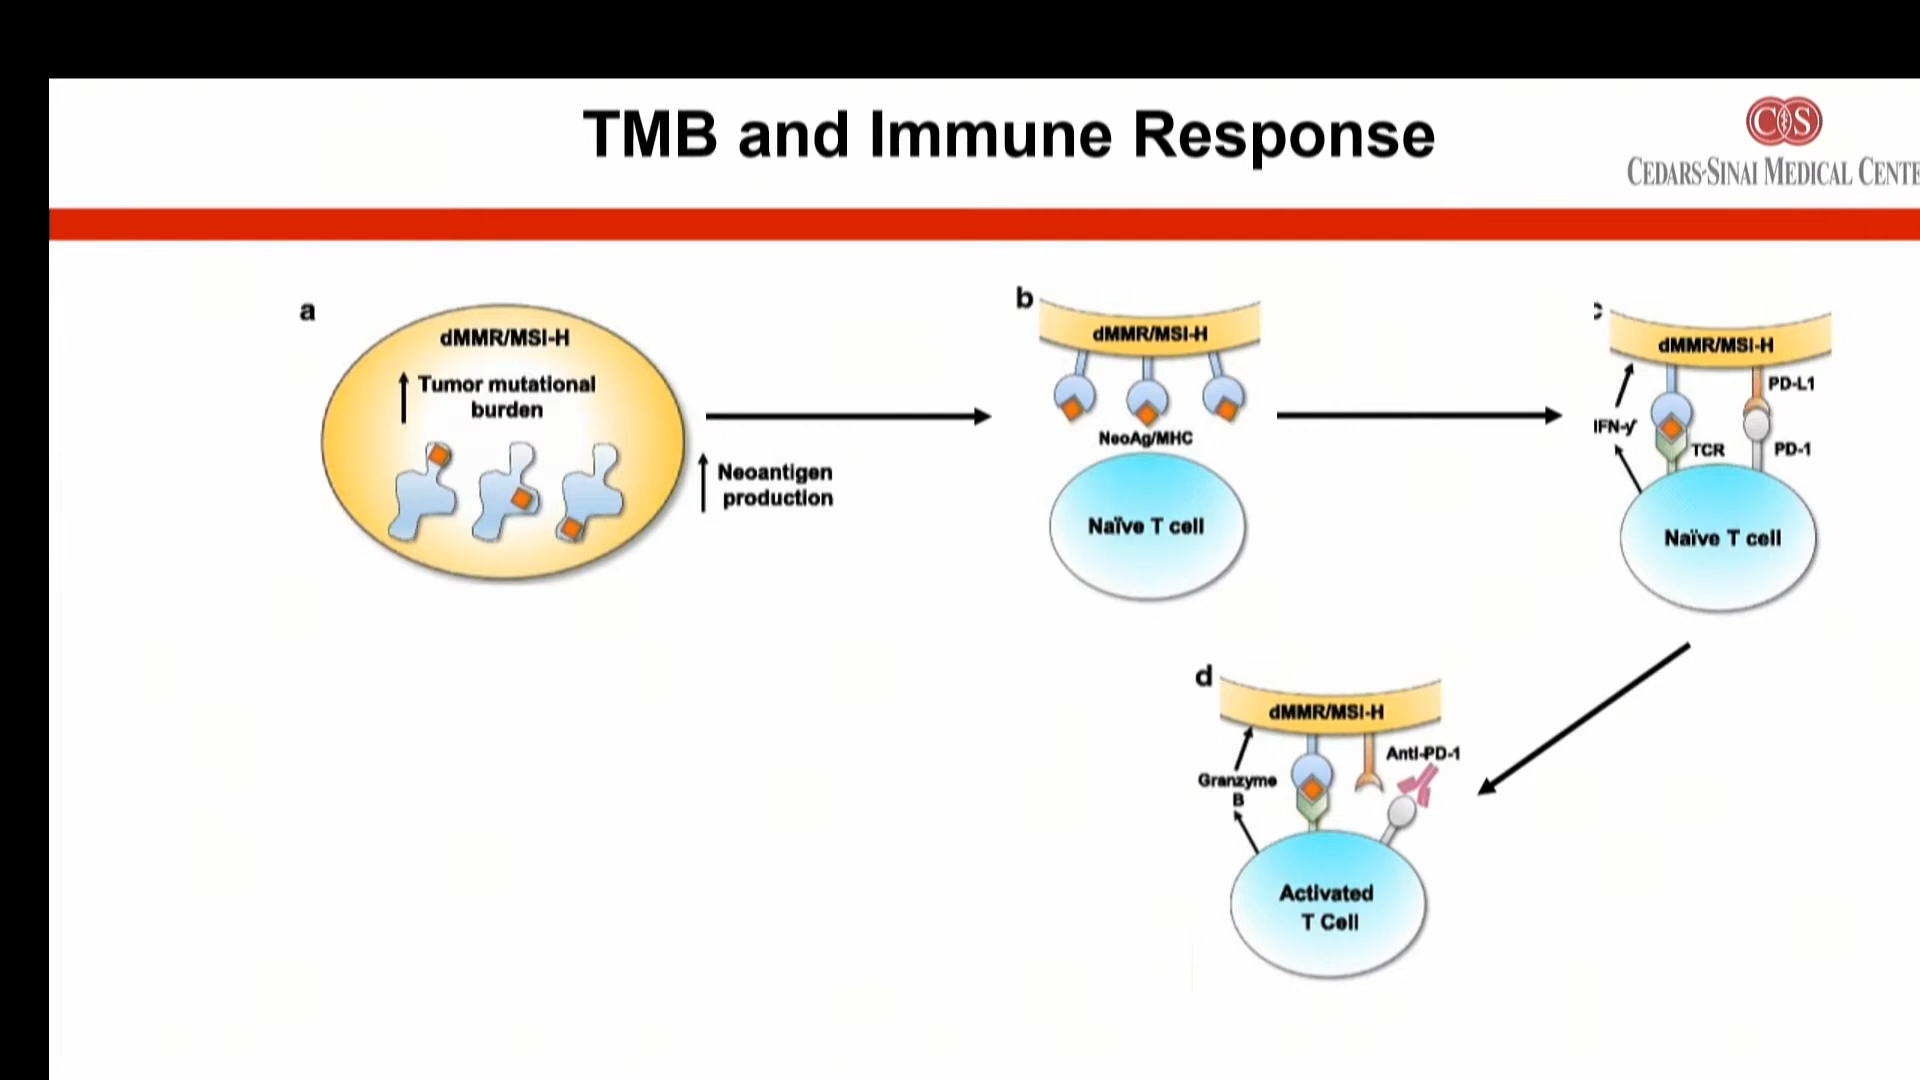 TMB and Immune Response
CS
CEDARS-SINAI MEDICAL CENTE
a
dMMR/MSI-H
Tumor mutational
burden
Neoantigen
production
b
dMMR/MSI-H
NeoAg/MHC
Naïve T cell
c
dMMR/MSI-H
PD-L1
IFN-γ
TCR
PD-1
Naïve T cell
d
dMMR/MSI-H
Anti-PD-1
Granzyme
B
Activated
T Cell